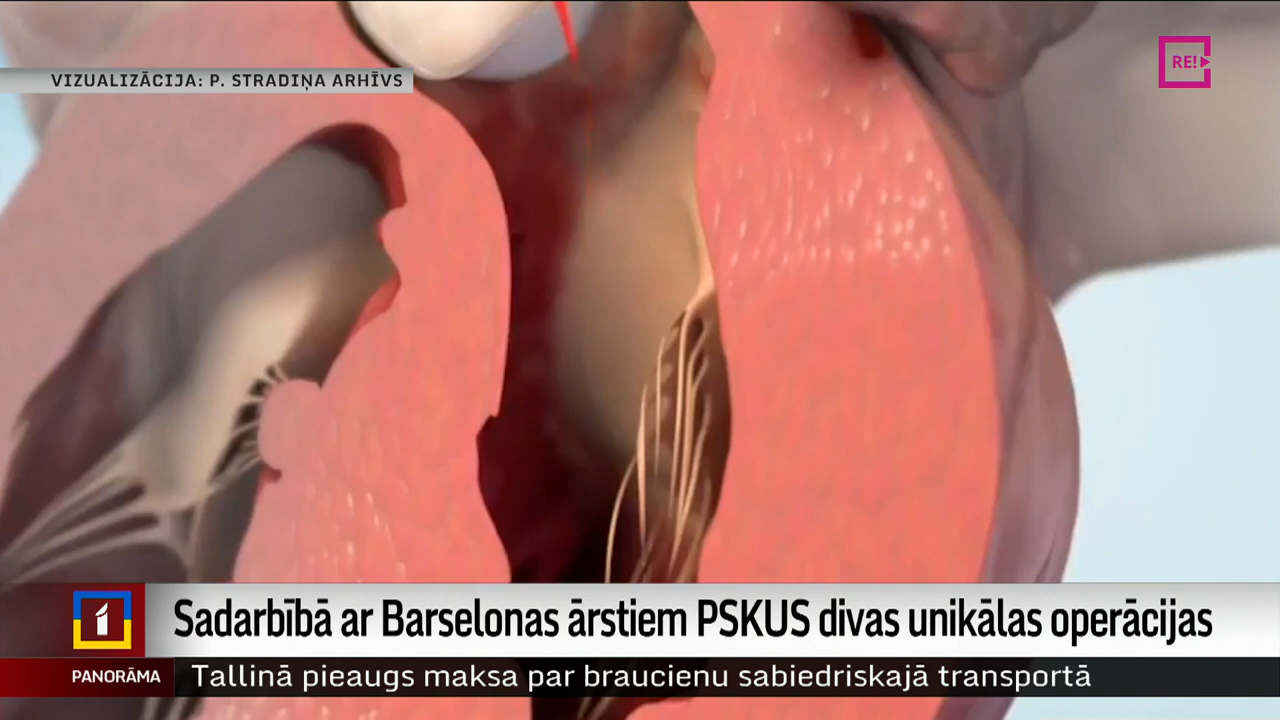 VIZUALIZĀCIJA: P. STRADIŅA ARHĪVS
RE!
1
Sadarbībā ar Barselonas ārstiem PSKUS divas unikālas operācijas
PANORĀMA
Tallinā pieaugs maksa par braucienu sabiedriskajā transportā